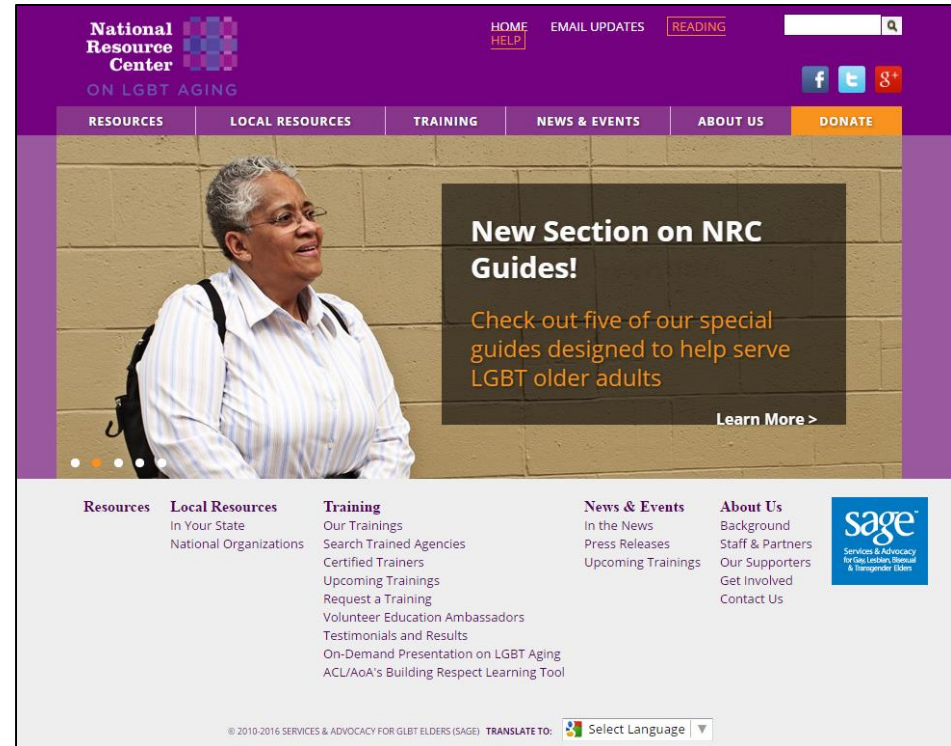 National
Resource
Center
ON LGBT AGING
HOME EMAIL UPDATES READING
HELP
f t g+
RESOURCES LOCAL RESOURCES TRAINING NEWS & EVENTS ABOUT US DONATE
New Section on NRC
Guides!
Check out five of our special
guides designed to help serve
LGBT older adults
Learn More >
Resources
Local Resources
In Your State
National Organizations
Training
Our Trainings
Search Trained Agencies
Certified Trainers
Upcoming Trainings
Request a Training
Volunteer Education Ambassadors
Testimonials and Results
On-Demand Presentation on LGBT Aging
ACL/AoA's Building Respect Learning Tool
News & Events
In the News
Press Releases
Upcoming Trainings
About Us
Background
Staff & Partners
Our Supporters
Get Involved
Contact Us
sage
Services & Advocacy
for Gay, Lesbian, Bisexual
& Transgender Elders
© 2010-2016 SERVICES & ADVOCACY FOR GLBT ELDERS (SAGE) TRANSLATE TO: Select Language